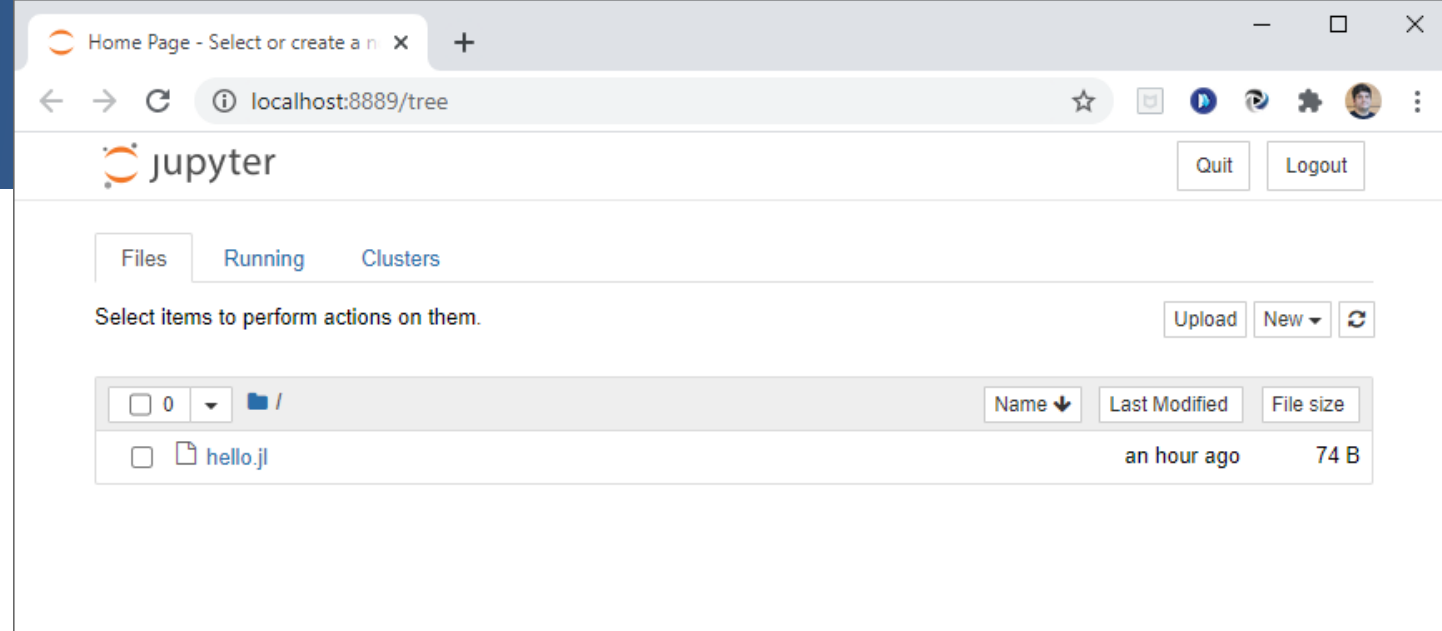 Home Page - Select or create a n
localhost:8889/tree
jupyter
Quit
Logout
Files
Running
Clusters
Select items to perform actions on them.
Upload
New
0
/
Name
Last Modified
File size
hello.jl
an hour ago
74 B